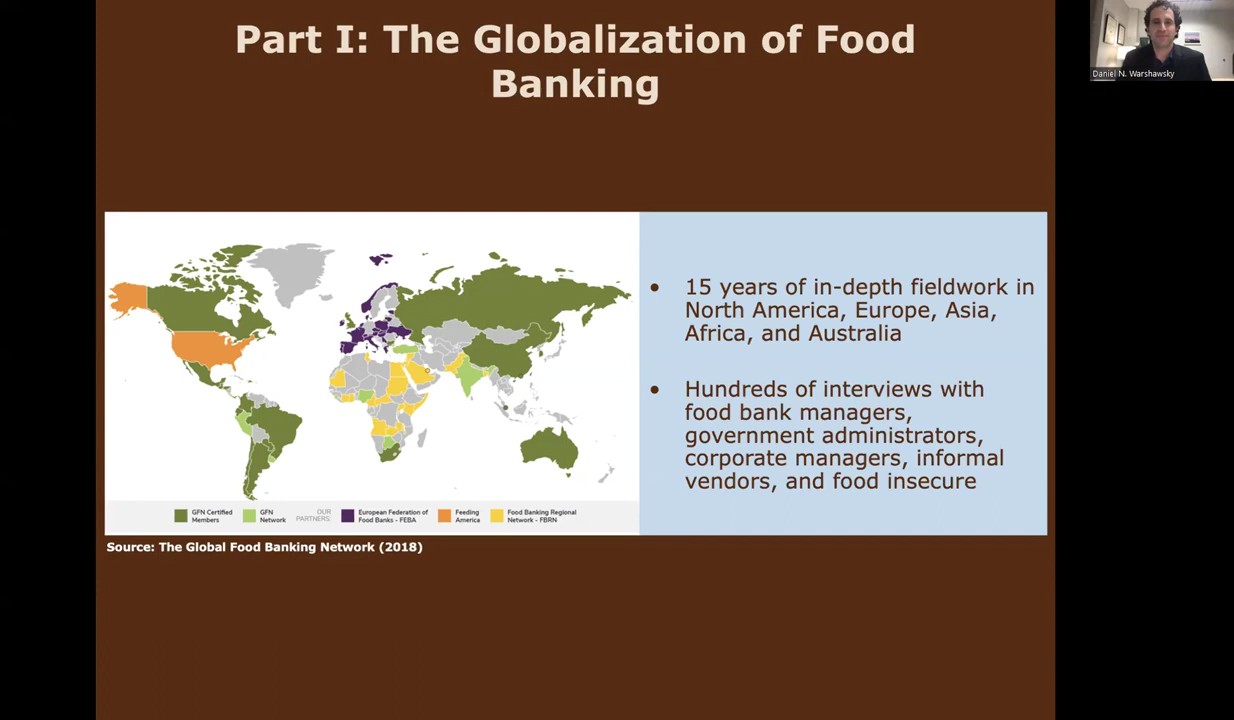 Part I: The Globalization of Food
Banking
Daniel N. Warshawsky
• 15 years of in-depth fieldwork in
North America, Europe, Asia,
Africa, and Australia
• Hundreds of interviews with
food bank managers,
government administrators,
corporate managers, informal
vendors, and food insecure
GFN Certified
Members
GFN
Network
OUR
PARTNERS:
European Federation of
Food Banks - FEBA
Feeding
America
Food Banking Regional
Network - FBRN
Source: The Global Food Banking Network (2018)